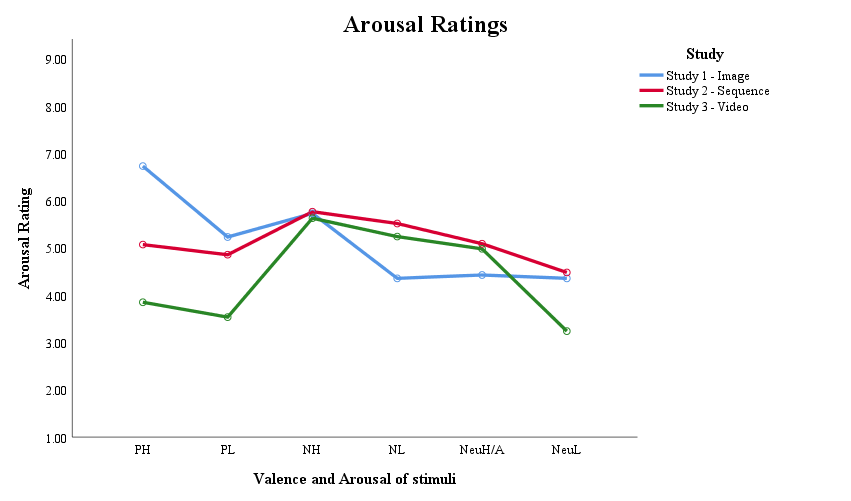 Arousal Ratings
Study
Study 1 - Image
Study 2 - Sequence
Study 3 - Video
Arousal Rating
9.00
8.00
7.00
6.00
5.00
4.00
3.00
2.00
1.00
PH
PL
NH
NL
NeuH/A
NeuL
Valence and Arousal of stimuli